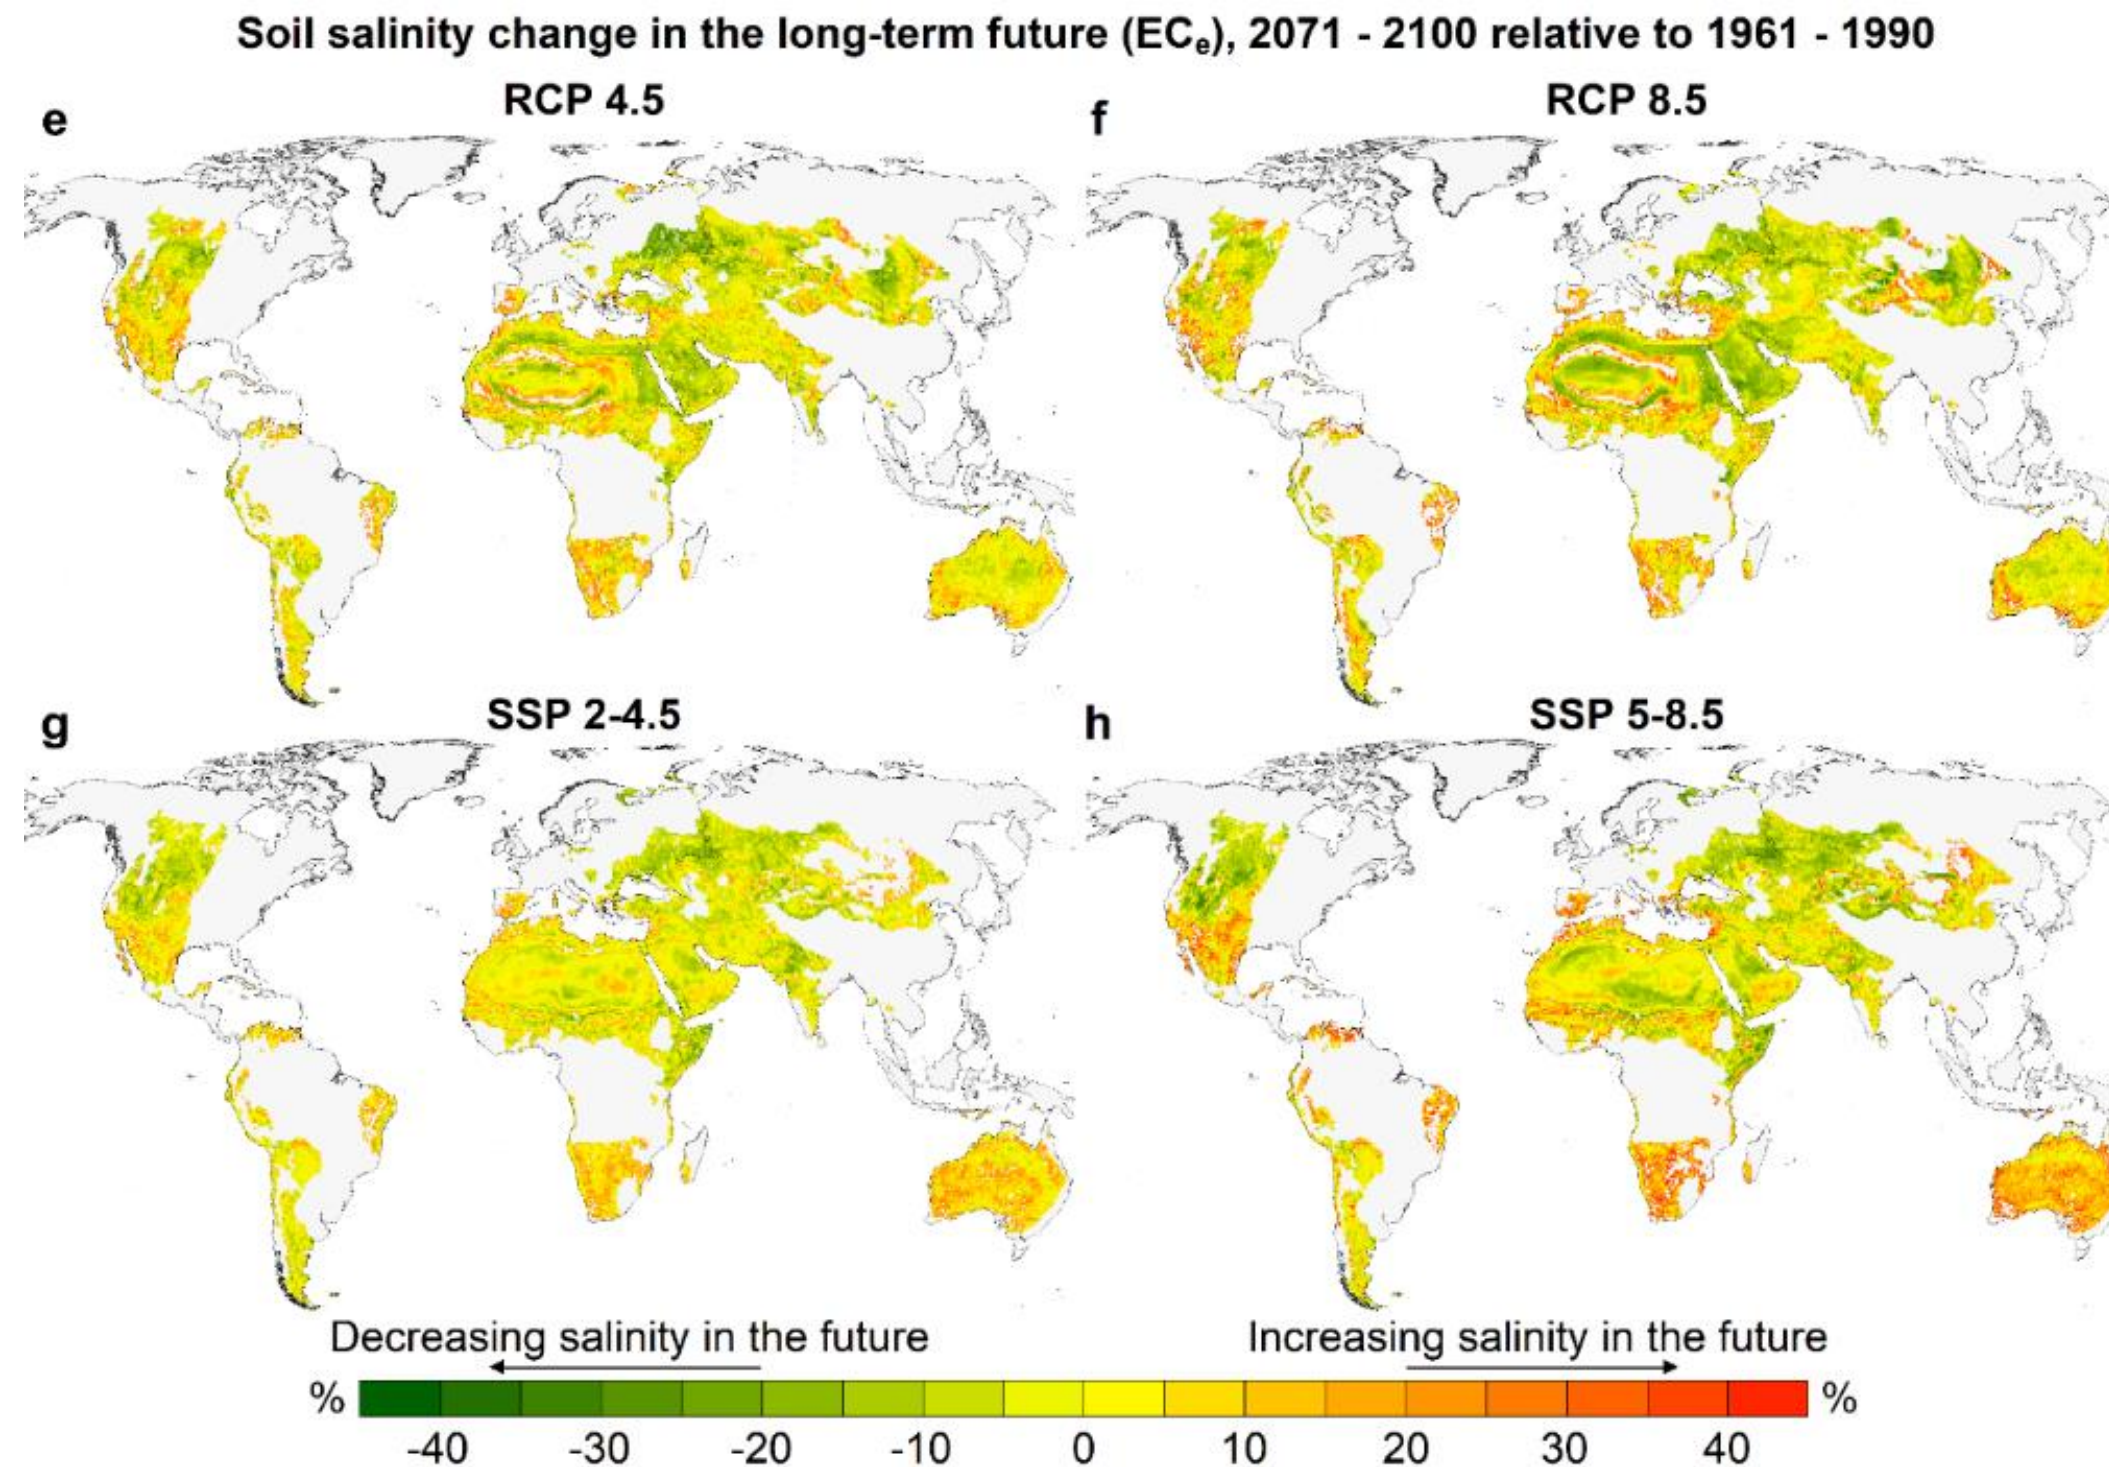 Soil salinity change in the long-term future (ECₑ), 2071 - 2100 relative to 1961 - 1990
e
RCP 4.5
f
RCP 8.5
g
SSP 2-4.5
h
SSP 5-8.5
Decreasing salinity in the future
Increasing salinity in the future
% %
-40 -30 -20 -10 0 10 20 30 40